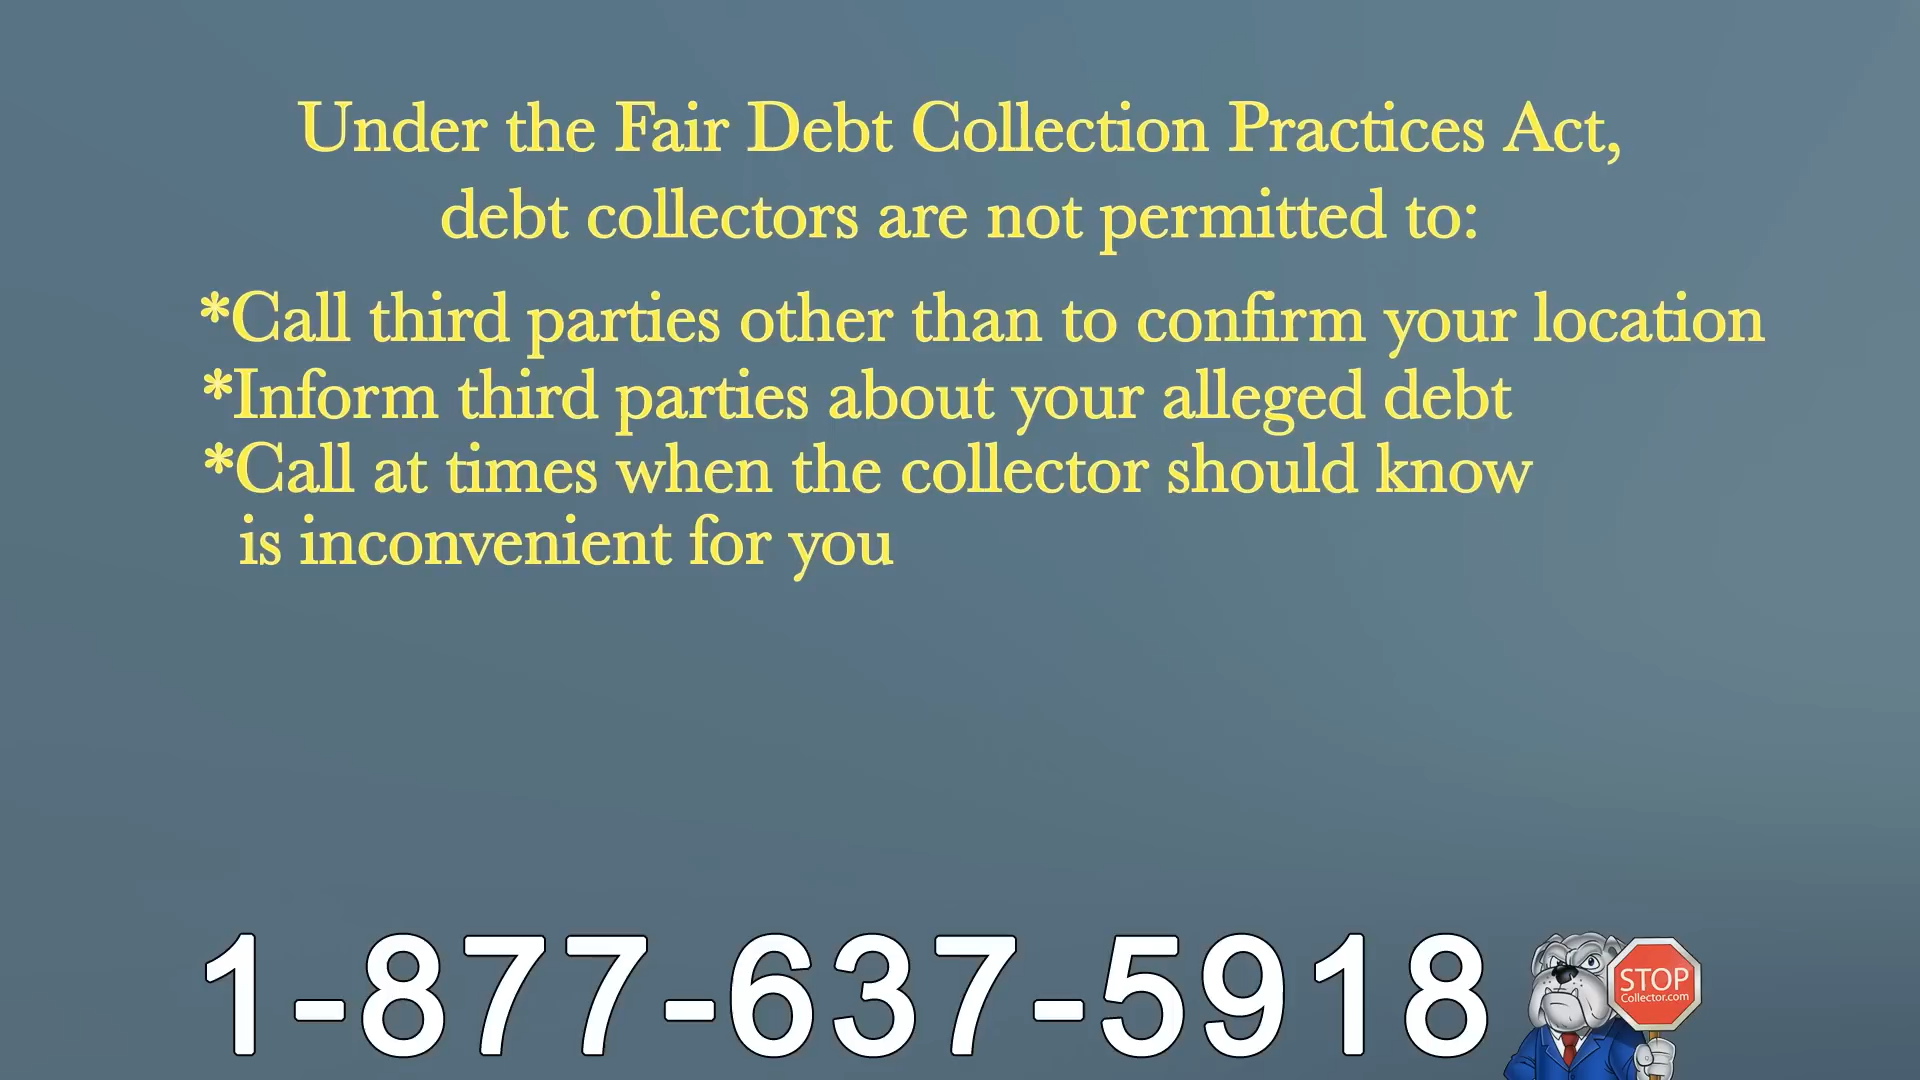 Under the Fair Debt Collection Practices Act,
debt collectors are not permitted to:
*Call third parties other than to confirm your location
*Inform third parties about your alleged debt
*Call at times when the collector should know
is inconvenient for you
1-877-637-5918
STOP
Collector.com